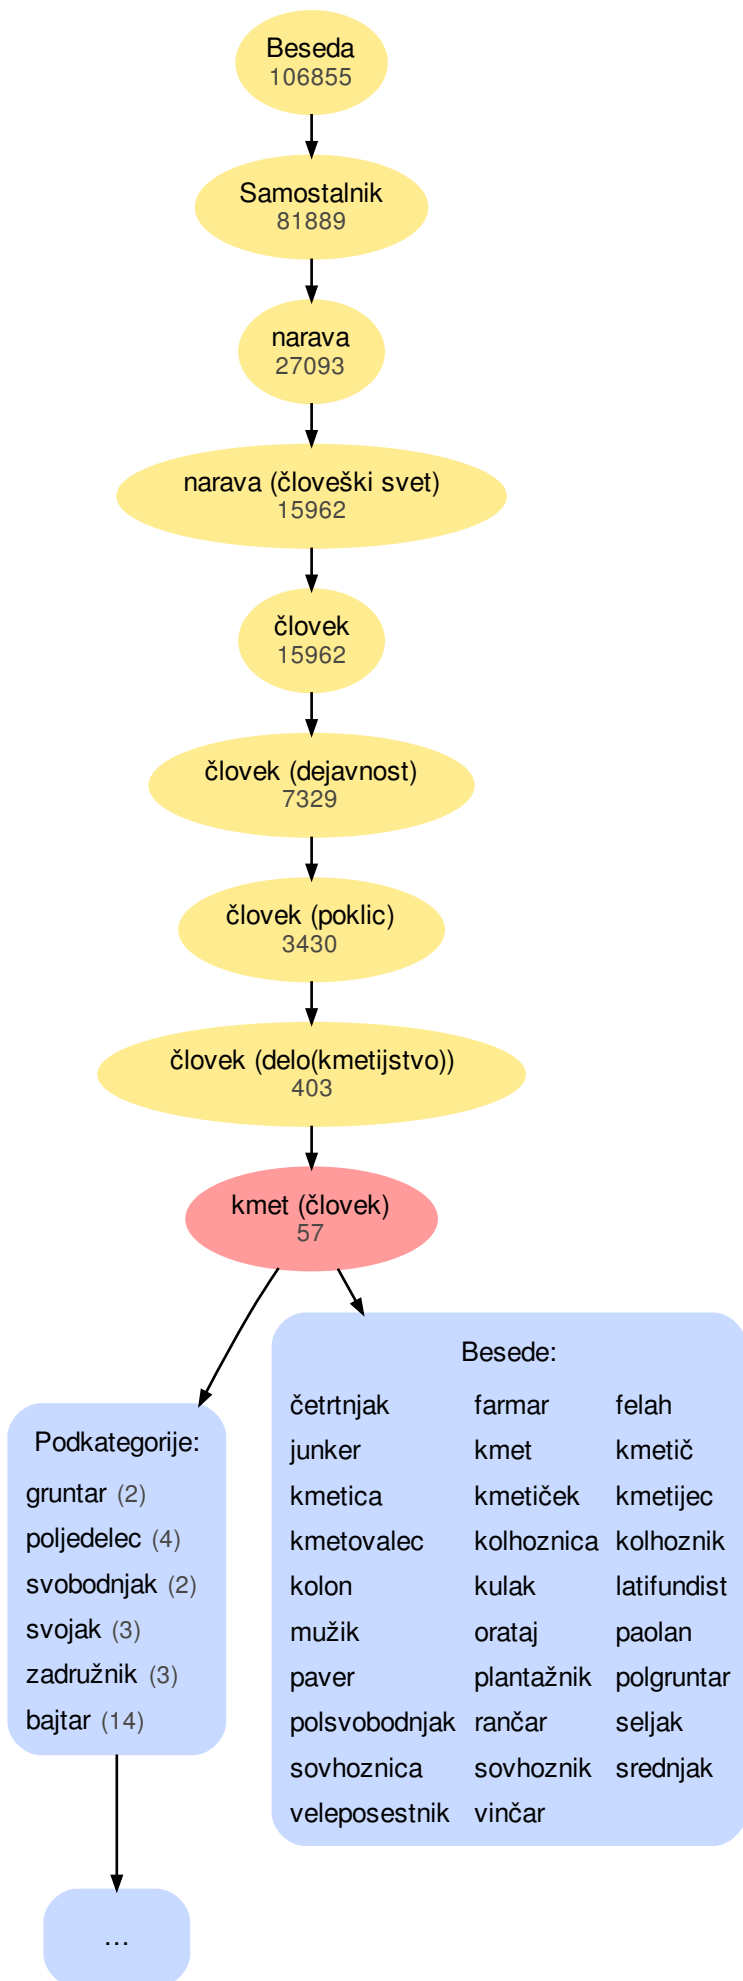 Beseda
106855
Samostalnik
81889
narava
27093
narava (človeški svet)
15962
človek
15962
človek (dejavnost)
7329
človek (poklic)
3430
človek (delo(kmetijstvo))
403
kmet (človek)
57
Podkategorije:
gruntar (2)
poljedelec (4)
svobodnjak (2)
svojak (3)
zadružnik (3)
bajtar (14)
...
Besede:
četrtnjak farmar felah
junker kmet kmetič
kmetica kmetiček kmetijec
kmetovalec kolhoznica kolhoznik
kolon kulak latifundist
mužik orataj paolan
paver plantažnik polgruntar
polsvobodnjak rančar seljak
sovhoznica sovhoznik srednjak
veleposestnik vinčar